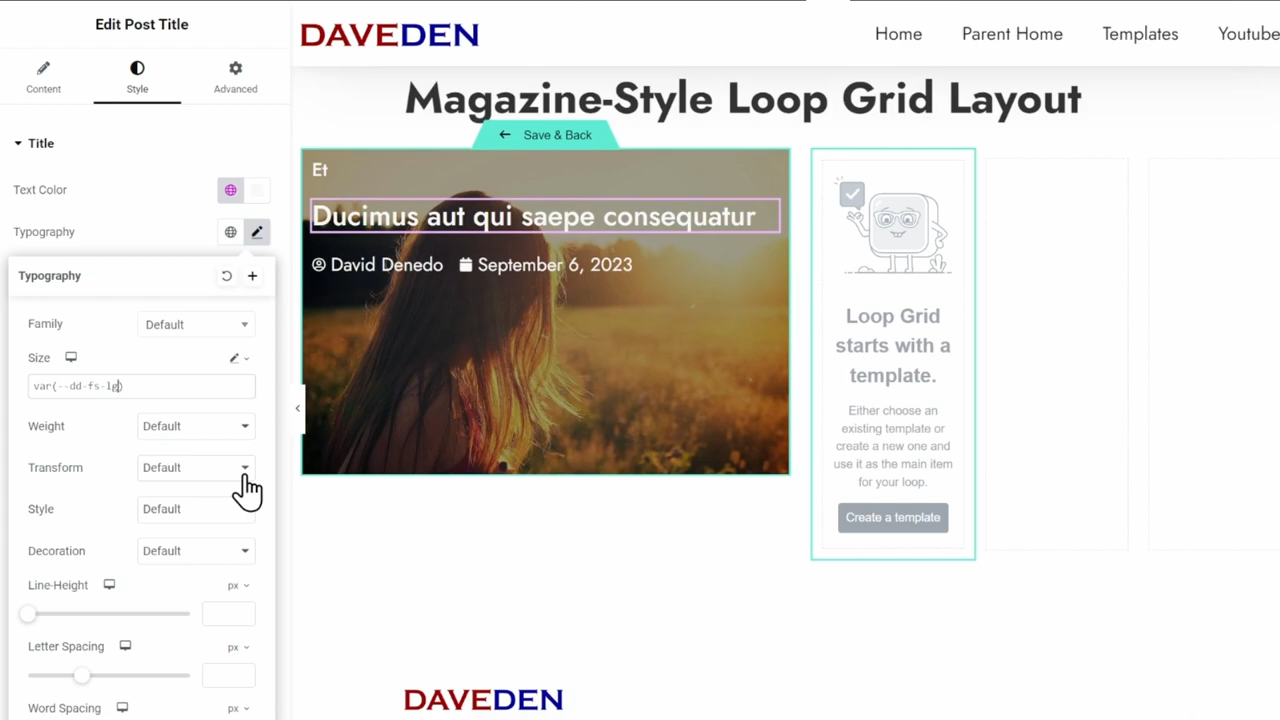 Edit Post Title
Content
Style
Advanced
Title
Text Color
Typography
Typography
Family
Default
Size
var(--dd-fs-lg)
Weight
Default
Transform
Default
Style
Default
Decoration
Default
Line-Height
px
Letter Spacing
px
Word Spacing
px
DAVEDEN
Home
Parent Home
Templates
Youtube
Magazine-Style Loop Grid Layout
Save & Back
Et
Ducimus aut qui saepe consequatur
David Denedo
September 6, 2023
Loop Grid
starts with a
template.
Either choose an
existing template or
create a new one and
use it as the main item
for your loop.
Create a template
DAVEDEN